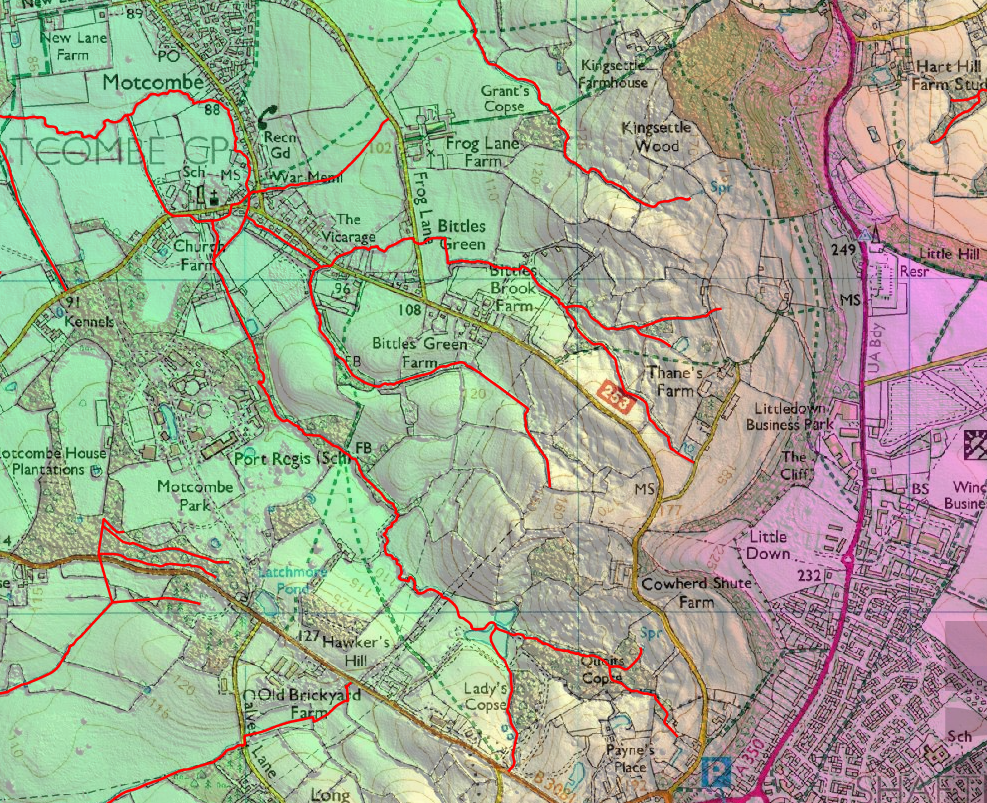 89
New Lane
Farm
PO
Motcombe
88
Kingsettle
Farmhouse
Hart Hill
Farm Stud
Grant's
Copse
Kingsettle
Wood
TCOMBE CP
Recn
Gd
102
Frog Lane
Farm
Sch
MS
War Meml
Spr
Frog Lane
The
Vicarage
Bittles
Green
Church
Farm
249
Little Hill
Resr
96
Bittles
Brook
Farm
91
Kennels
108
MS
UA Bdy
Bittles Green
Farm
FB
120
Thane's
Farm
253
Littledown
Business Park
Motcombe House
Plantations
Port Regis (Sch)
FB
The
Cliff
Motcombe
Park
MS
177
BS
Little
Down
232
Latchmore
Pond
Cowherd Shute
Farm
127
Hawker's
Hill
Spr
Quoits
Copse
Old Brickyard
Farm
Lady's
Copse
120
Lane
Payne's
Place
Sch
A350
P
Long